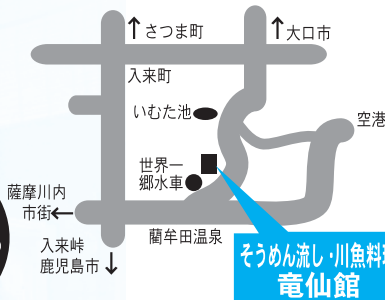 さつま町
大口市
入来町
いむた池
空港
世界一
郷水車
薩摩川内
市街
藺牟田温泉
入来峠
鹿児島市
そうめん流し・川魚料理
竜仙館